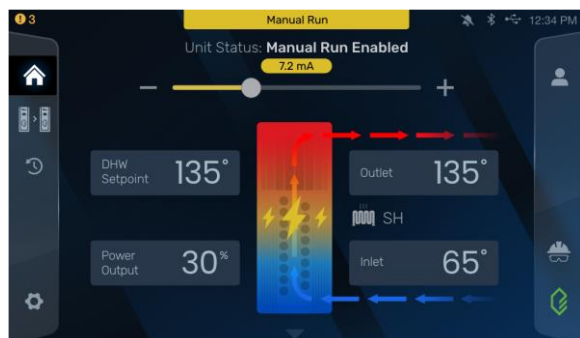 3
Manual Run
12:34 PM
Unit Status: Manual Run Enabled
7.2 mA
DHW
Setpoint
135°
Outlet
135°
SH
Power
Output
30%
Inlet
65°